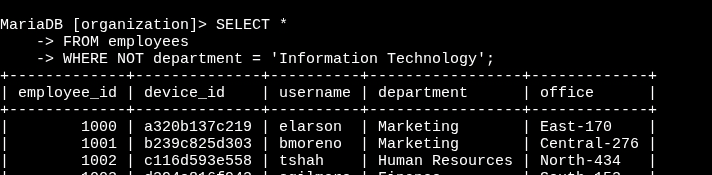 MariaDB [organization]> SELECT *
    -> FROM employees
    -> WHERE NOT department = 'Information Technology';
+-------------+--------------+----------+-----------------+-------------+
| employee_id | device_id    | username | department      | office      |
+-------------+--------------+----------+-----------------+-------------+
|        1000 | a320b137c219 | elarson  | Marketing       | East-170    |
|        1001 | b239c825d303 | bmoreno  | Marketing       | Central-276 |
|        1002 | c116d593e558 | tshah    | Human Resources | North-434   |